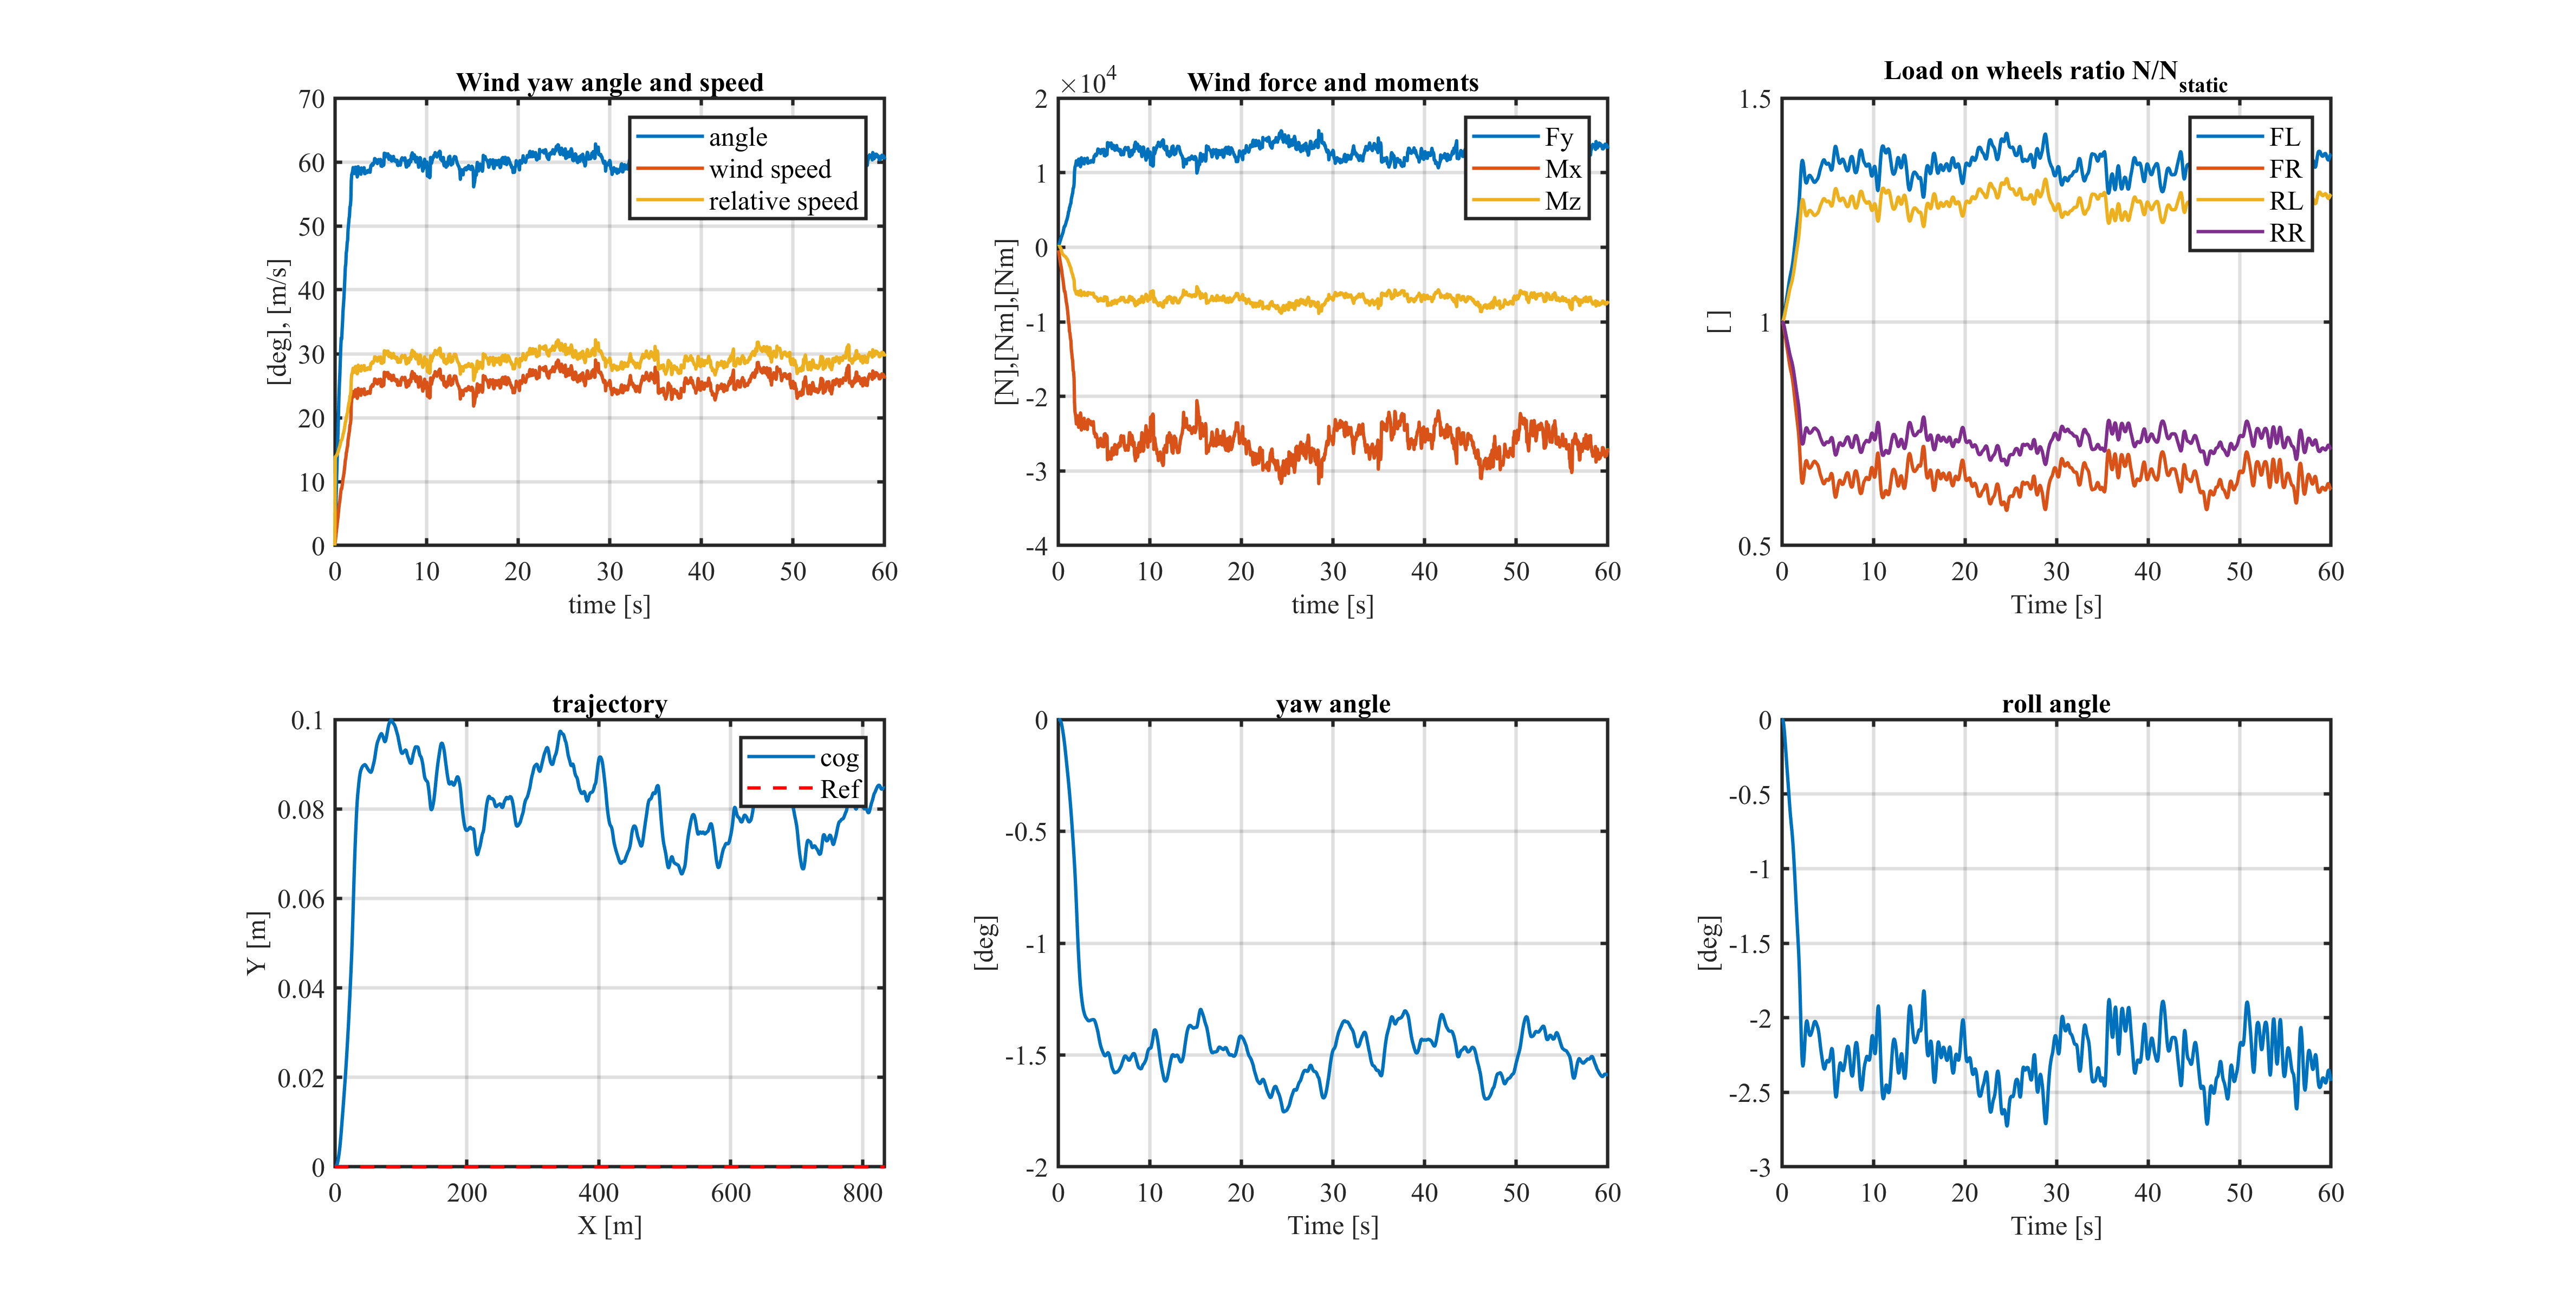 Wind yaw angle and speed
70
60
50
40
30
20
10
0
0 10 20 30 40 50 60
[deg], [m/s]
time [s]
angle
wind speed
relative speed
Wind force and moments
×10^4
2
1
0
-1
-2
-3
-4
0 10 20 30 40 50 60
[N],[Nm],[Nm]
time [s]
Fy
Mx
Mz
Load on wheels ratio N/N_static
1.5
1
0.5
0 10 20 30 40 50 60
[ ]
Time [s]
FL
FR
RL
RR
trajectory
0.1
0.08
0.06
0.04
0.02
0
0 200 400 600 800
Y [m]
X [m]
cog
Ref
yaw angle
0
-0.5
-1
-1.5
-2
0 10 20 30 40 50 60
[deg]
Time [s]
roll angle
0
-0.5
-1
-1.5
-2
-2.5
-3
0 10 20 30 40 50 60
[deg]
Time [s]